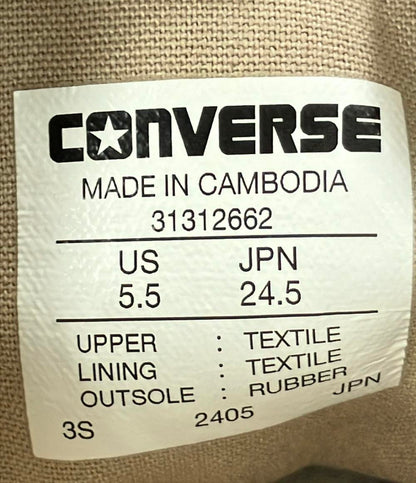 CONVERSE
MADE IN CAMBODIA
31312662
US JPN
5.5 24.5
UPPER : TEXTILE
LINING : TEXTILE
OUTSOLE : RUBBER
3S 2405 JPN